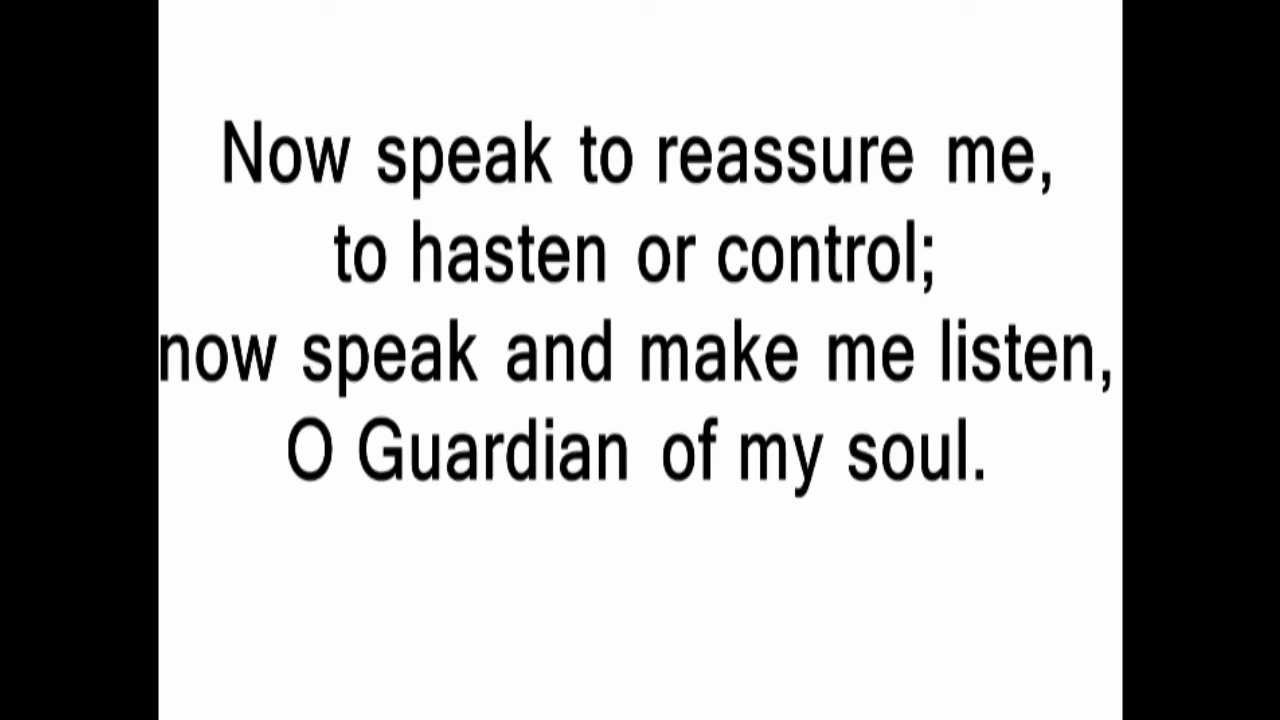 Now speak to reassure me,
to hasten or control;
now speak and make me listen,
O Guardian of my soul.